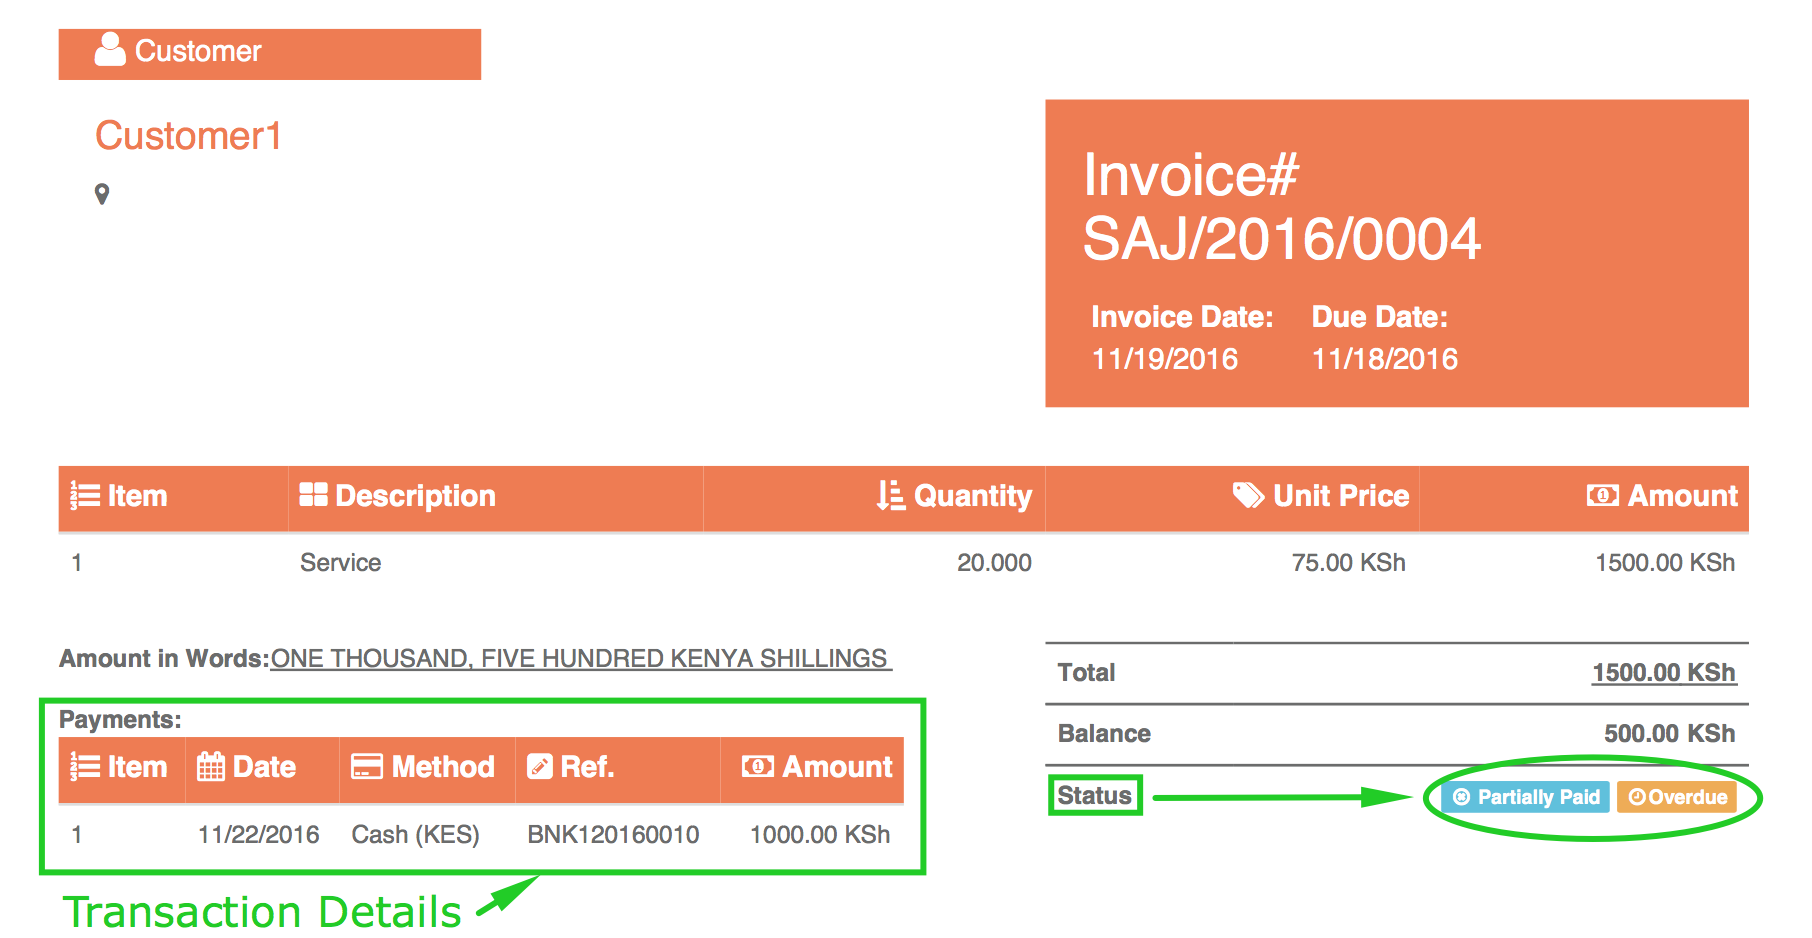 Customer
Customer1
Invoice#
SAJ/2016/0004
Invoice Date: Due Date:
11/19/2016 11/18/2016
Item Description Quantity Unit Price Amount
1 Service 20.000 75.00 KSh 1500.00 KSh
Amount in Words:ONE THOUSAND, FIVE HUNDRED KENYA SHILLINGS
Total 1500.00 KSh
Balance 500.00 KSh
Status Partially Paid Overdue
Payments:
Item Date Method Ref. Amount
1 11/22/2016 Cash (KES) BNK120160010 1000.00 KSh
Transaction Details